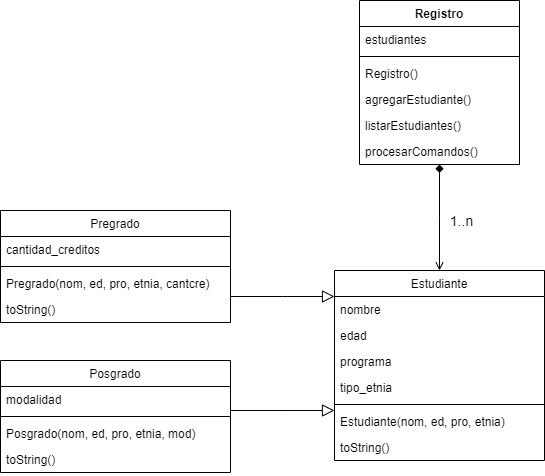 Registro
estudiantes
Registro()
agregarEstudiante()
listarEstudiantes()
procesarComandos()
1..n
Pregrado
cantidad_creditos
Pregrado(nom, ed, pro, etnia, cantcre)
toString()
Estudiante
nombre
edad
programa
tipo_etnia
Estudiante(nom, ed, pro, etnia)
toString()
Posgrado
modalidad
Posgrado(nom, ed, pro, etnia, mod)
toString()